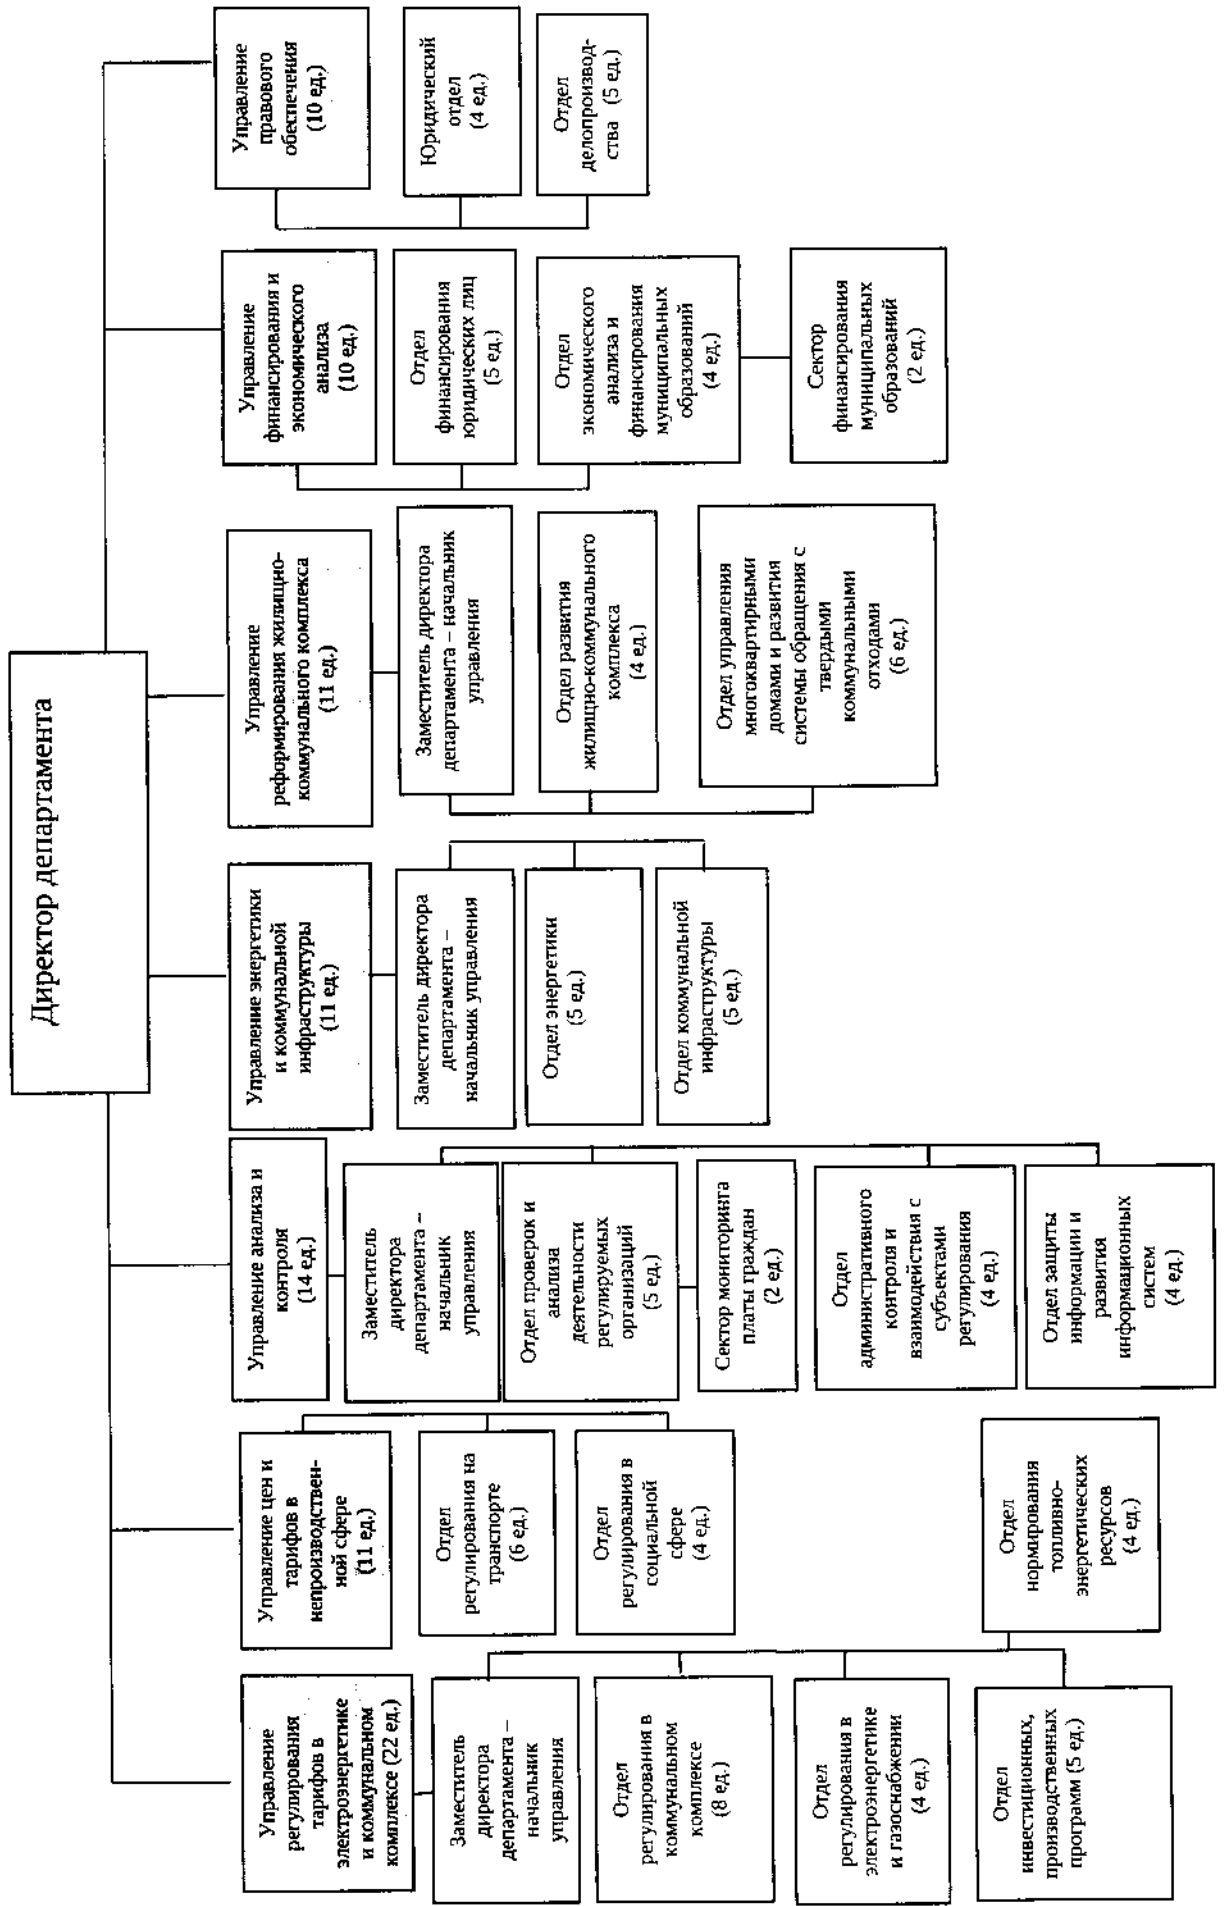 Директор департамента
Управление
регулирования
тарифов в
электроэнергетике
и коммунальном
комплексе (22 ед.)
Заместитель
директора
департамента –
начальник
управления
Отдел
регулирования в
коммунальном
комплексе
(8 ед.)
Отдел
регулирования в
электроэнергетике
и газоснабжении
(4 ед.)
Отдел
инвестиционных,
производственных
программ (5 ед.)
Отдел
нормирования
топливно-
энергетических
ресурсов
(4 ед.)
Управление цен и
тарифов в
непроизводствен-
ной сфере
(11 ед.)
Отдел
регулирования на
транспорте
(6 ед.)
Отдел
регулирования в
социальной
сфере
(4 ед.)
Управление анализа и
контроля
(14 ед.)
Заместитель
директора
департамента –
начальник
управления
Отдел проверок и
анализа
деятельности
регулируемых
организаций
(5 ед.)
Сектор мониторинга
платы граждан
(2 ед.)
Отдел
административного
контроля и
взаимодействия с
субъектами
регулирования
(4 ед.)
Отдел защиты
информации и
развития
информационных
систем
(4 ед.)
Управление энергетики
и коммунальной
инфраструктуры
(11 ед.)
Заместитель директора
департамента –
начальник управления
Отдел энергетики
(5 ед.)
Отдел коммунальной
инфраструктуры
(5 ед.)
Управление
реформирования жилищно-
коммунального комплекса
(11 ед.)
Заместитель директора
департамента – начальник
управления
Отдел развития
жилищно-коммунального
комплекса
(4 ед.)
Отдел управления
многоквартирными
домами и развития
системы обращения с
твердыми
коммунальными
отходами
(6 ед.)
Управление
финансирования и
экономического
анализа
(10 ед.)
Отдел
финансирования
юридических лиц
(5 ед.)
Отдел
экономического
анализа и
финансирования
муниципальных
образований
(4 ед.)
Сектор
финансирования
муниципальных
образований
(2 ед.)
Управление
правового
обеспечения
(10 ед.)
Юридический
отдел
(4 ед.)
Отдел
делопроизвод-
ства (5 ед.)